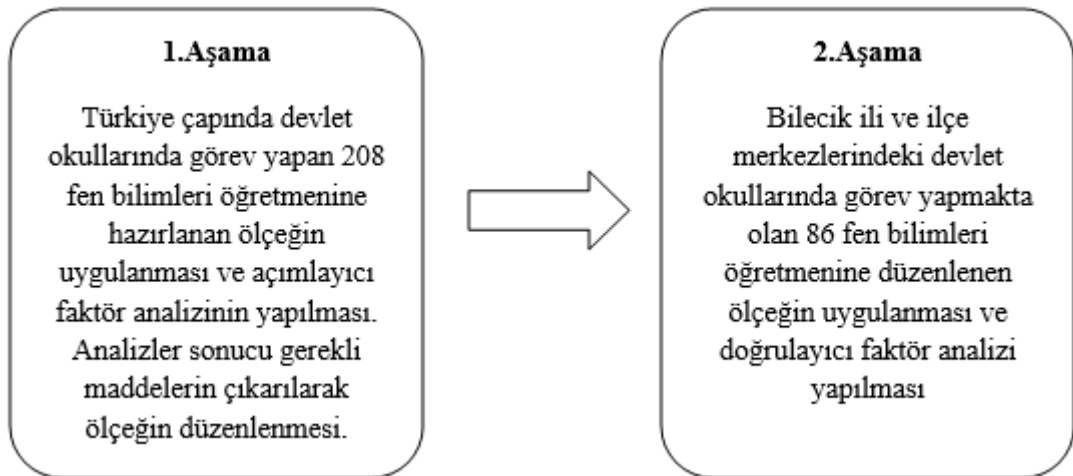 1.Aşama
Türkiye çapında devlet
okullarında görev yapan 208
fen bilimleri öğretmenine
hazırlanan ölçeğin
uygulanması ve açımlayıcı
faktör analizinin yapılması.
Analizler sonucu gerekli
maddelerin çıkarılarak
ölçeğin düzenlenmesi.
2.Aşama
Bilecik ili ve ilçe
merkezlerindeki devlet
okullarında görev yapmakta
olan 86 fen bilimleri
öğretmenine düzenlenen
ölçeğin uygulanması ve
doğrulayıcı faktör analizi
yapılması